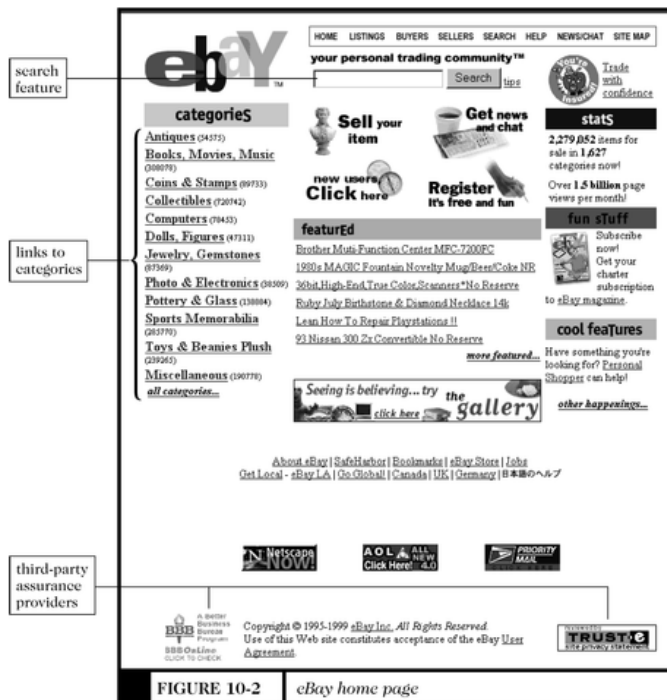 ebaY TM
HOME LISTINGS BUYERS SELLERS SEARCH HELP NEWS/CHAT SITE MAP
your personal trading community™
search
feature
Search tips
You're Insured!
Trade
with
confidence
categorieS
Antiques (54575)
Books, Movies, Music
(308078)
Coins & Stamps (89733)
Collectibles (720742)
Computers (78453)
Dolls, Figures (47311)
Jewelry, Gemstones
(87369)
Photo & Electronics (38509)
Pottery & Glass (138884)
Sports Memorabilia
(285770)
Toys & Beanies Plush
(239265)
Miscellaneous (190778)
all categories...
links to
categories
Sell your
item
Get news
and chat
new users
Click here
Register
It's free and fun
featurEd
Brother Muti-Function Center MFC-7200FC
1980s MAGIC Fountain Novelty Mug/Beer/Coke NR
36bit,High-End,True Color,Scanners*No Reserve
Ruby July Birthstone & Diamond Necklace 14k
Lean How To Repair Playstations !!
93 Nissan 300 Zx Convertible No Reserve
more featured...
Seeing is believing...try
click here
the
gallery
statS
2,279,052 items for
sale in 1,627
categories now!
Over 1.5 billion page
views per month!
fun sTuff
Subscribe
now!
Get your
charter
subscription
to eBay magazine.
cool feaTures
Have something you're
looking for? Personal
Shopper can help!
other happenings...
About eBay | SafeHarbor | Bookmarks | eBay Store | Jobs
Get Local - eBay LA | Go Global! | Canada | UK | Germany | 日本語のヘルプ
N Netscape
Now!
AOL ALL
NEW
Click Here! 4.0
PRIORITY
MAIL
third-party
assurance
providers
A Better
Business
Bureau
Program
BBB
BBBOnLine
CLICK TO CHECK
Copyright © 1995-1999 eBay Inc. All Rights Reserved.
Use of this Web site constitutes acceptance of the eBay User
Agreement.
TRUSTe
site privacy statement
FIGURE 10-2 eBay home page